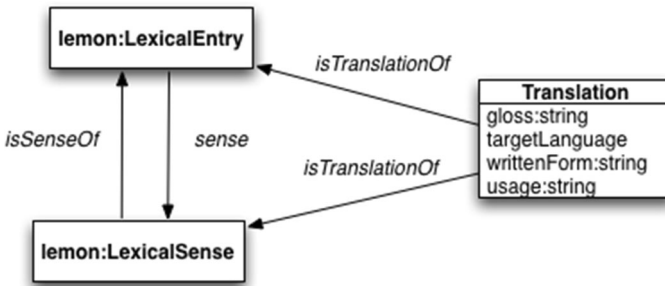 lemon:LexicalEntry
isTranslationOf
Translation
gloss:string
targetLanguage
writtenForm:string
usage:string
isSenseOf
sense
isTranslationOf
lemon:LexicalSense